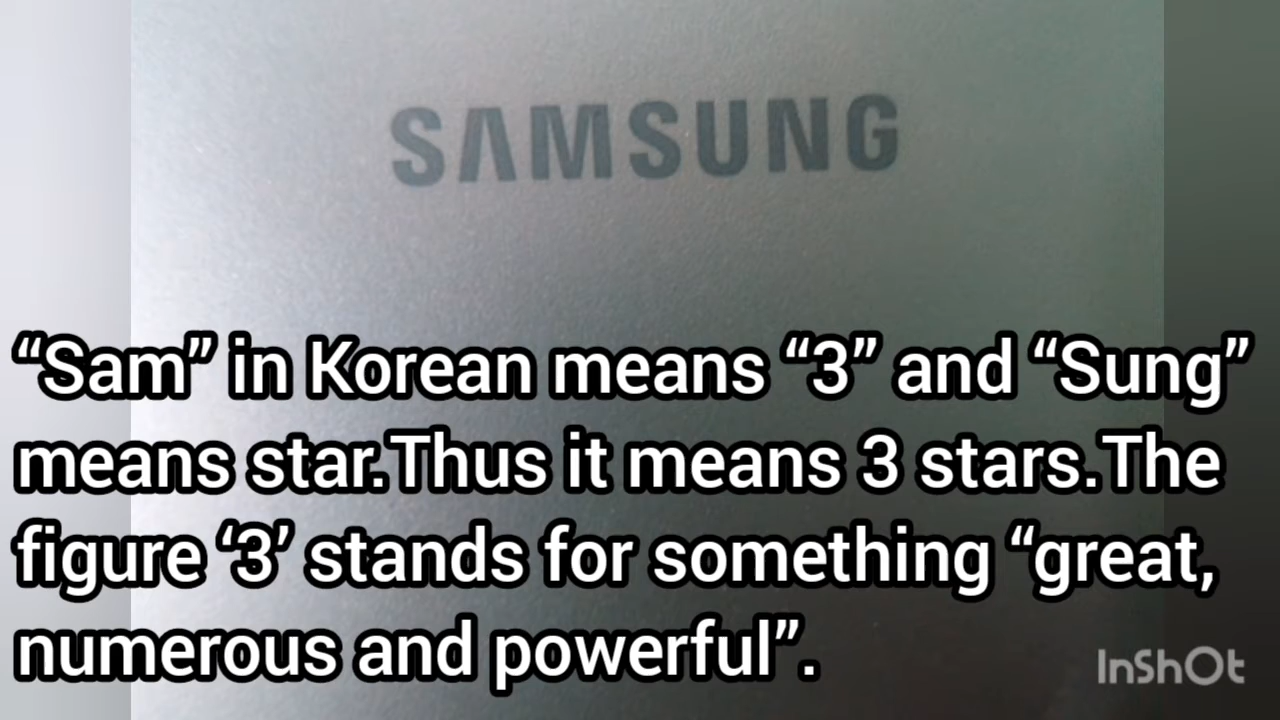 SAMSUNG
“Sam” in Korean means “3” and “Sung”
means star.Thus it means 3 stars.The
figure ‘3’ stands for something “great,
numerous and powerful”.
InShOt